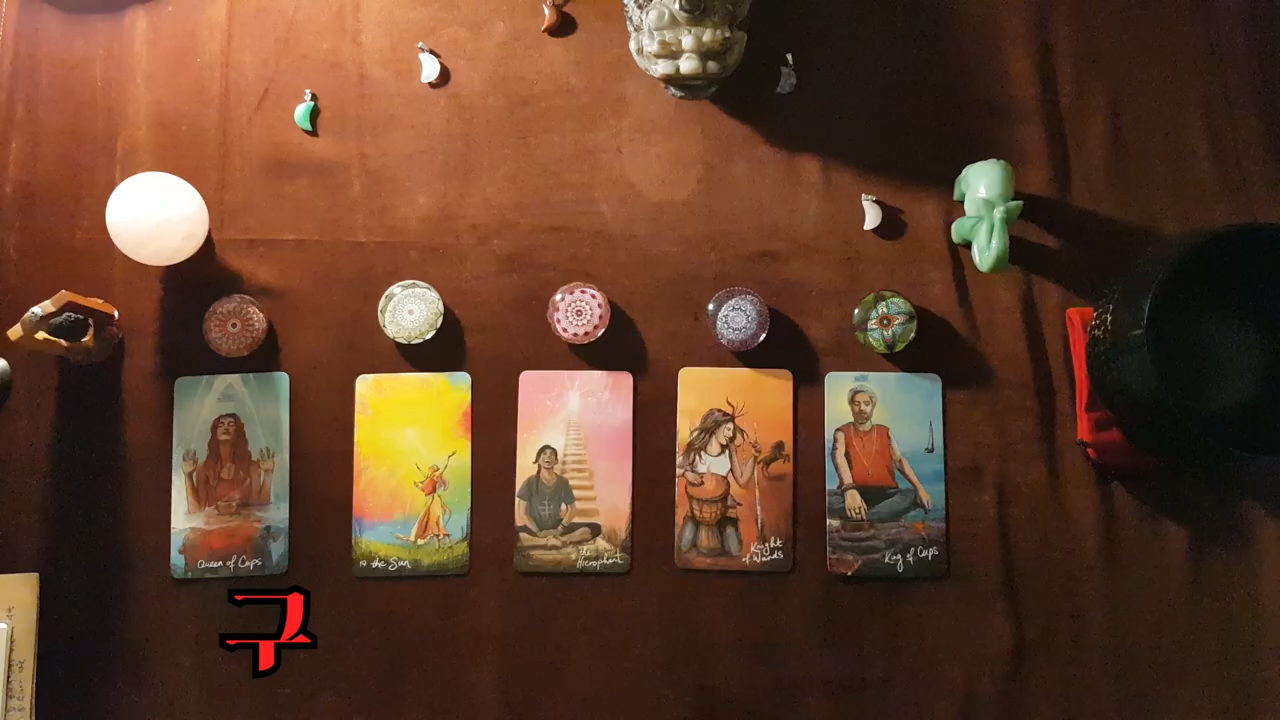 Queen of Cups
19 the Sun
the
Hierophant
Knight
of Wands
King of Cups
구